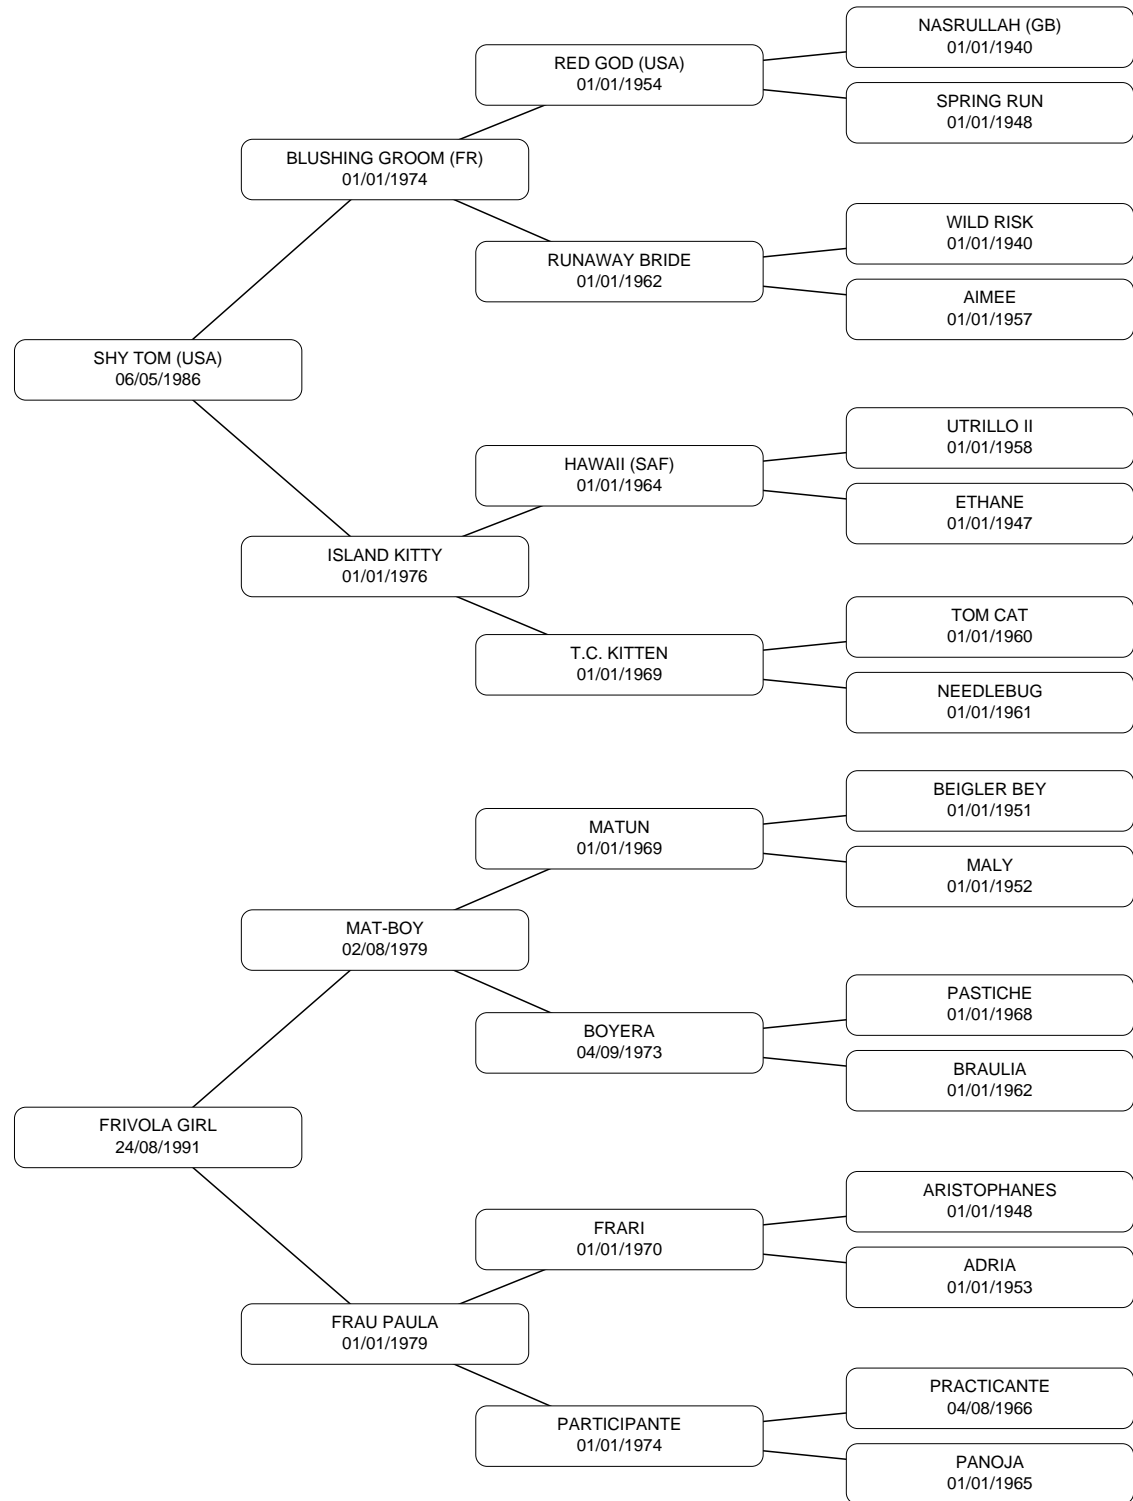 NASRULLAH (GB)
01/01/1940
RED GOD (USA)
01/01/1954
SPRING RUN
01/01/1948
BLUSHING GROOM (FR)
01/01/1974
WILD RISK
01/01/1940
RUNAWAY BRIDE
01/01/1962
AIMEE
01/01/1957
SHY TOM (USA)
06/05/1986
UTRILLO II
01/01/1958
HAWAII (SAF)
01/01/1964
ETHANE
01/01/1947
ISLAND KITTY
01/01/1976
TOM CAT
01/01/1960
T.C. KITTEN
01/01/1969
NEEDLEBUG
01/01/1961
BEIGLER BEY
01/01/1951
MATUN
01/01/1969
MALY
01/01/1952
MAT-BOY
02/08/1979
PASTICHE
01/01/1968
BOYERA
04/09/1973
BRAULIA
01/01/1962
FRIVOLA GIRL
24/08/1991
ARISTOPHANES
01/01/1948
FRARI
01/01/1970
ADRIA
01/01/1953
FRAU PAULA
01/01/1979
PRACTICANTE
04/08/1966
PARTICIPANTE
01/01/1974
PANOJA
01/01/1965